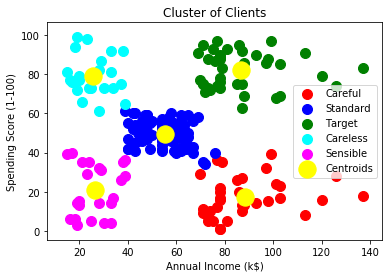 Cluster of Clients
Spending Score (1-100)
100
80
60
40
20
0
Careful
Standard
Target
Careless
Sensible
Centroids
20 40 60 80 100 120 140
Annual Income (k$)